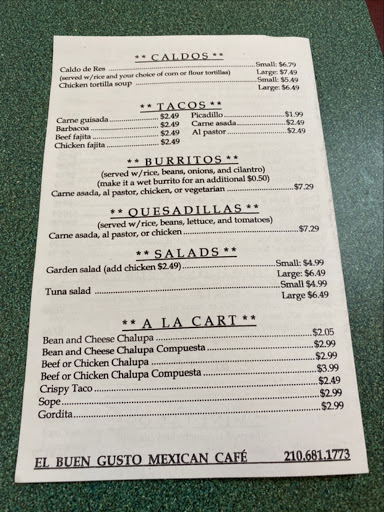 ** CALDOS **
Caldo de Res ........ Small: $6.79
(served w/rice and your choice of corn or flour tortillas) Large: $7.49
Chicken tortilla soup ........ Small: $5.49
Large: $6.49
** TACOS **
Carne guisada ........ $2.49 Picadillo ........ $1.99
Barbacoa ........ $2.49 Carne asada ........ $2.49
Beef fajita ........ $2.49 Al pastor ........ $2.49
Chicken fajita ........ $2.49
** BURRITOS **
(served w/rice, beans, onions, and cilantro)
(make it a wet burrito for an additional $0.50)
Carne asada, al pastor, chicken, or vegetarian ........ $7.29
** QUESADILLAS **
(served w/rice, beans, lettuce, and tomatoes)
Carne asada, al pastor, or chicken ........ $7.29
** SALADS **
Garden salad (add chicken $2.49) ........ Small: $4.99
Large: $6.49
Tuna salad ........ Small $4.99
Large $6.49
** A LA CART **
Bean and Cheese Chalupa ........ $2.05
Bean and Cheese Chalupa Compuesta ........ $2.99
Beef or Chicken Chalupa ........ $2.99
Beef or Chicken Chalupa Compuesta ........ $3.99
Crispy Taco ........ $2.49
Sope ........ $2.99
Gordita ........ $2.99
EL BUEN GUSTO MEXICAN CAFÉ 210.681.1773